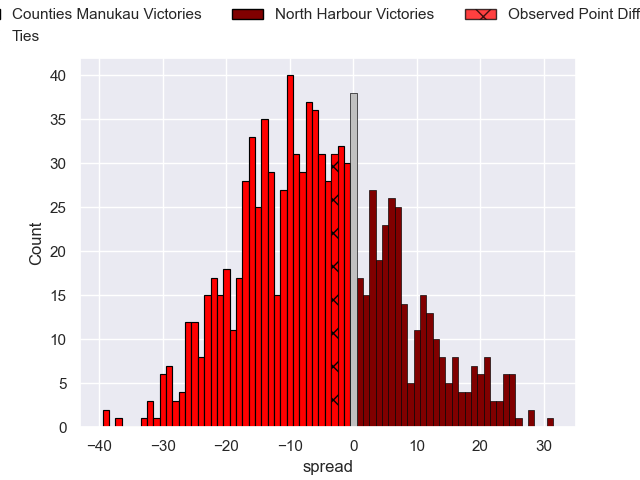 Counties Manukau Victories North Harbour Victories Observed Point Diff
Ties
40
35
30
25
20
15
10
5
0
Count
−40 −30 −20 −10 0 10 20 30
spread